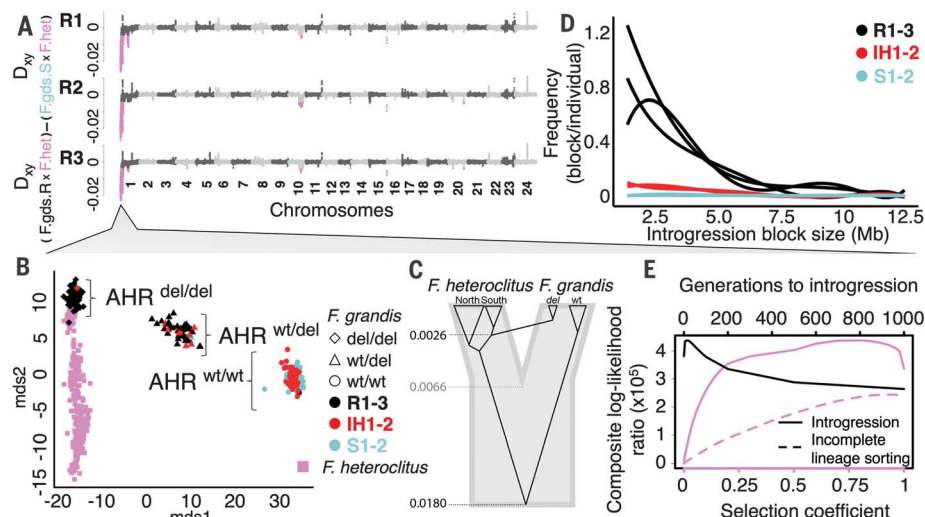 A
R1
R2
R3
0
-0.02
0
-0.02
0
-0.02
Dxy
Dxy
(F.gds.R x F.het)–(F.gds.S x F.het)
1 2 3 4 5 6 7 8 9 10 11 12 13 14 15 16 17 18 19 20 21 22 23 24
Chromosomes
D
R1-3
IH1-2
S1-2
Frequency
(block/individual)
1.2
0.8
0.4
0
2.5 5.0 7.5 10 12.5
Introgression block size (Mb)
B
AHR del/del
AHR wt/del
AHR wt/wt
mds2
10
5
0
-5
-10
-15
-20 -10 0 10 20 30
mds1
F. grandis
del/del
wt/del
wt/wt
R1-3
IH1-2
S1-2
F. heteroclitus
C
F. heteroclitus F. grandis
North South del wt
0.0026
0.0066
0.0180
E
Generations to introgression
0 200 400 600 800 1000
Composite log-likelihood
ratio (x10⁵)
4
3
2
1
0
Introgression
Incomplete
lineage sorting
0 0.25 0.5 0.75 1
Selection coefficient